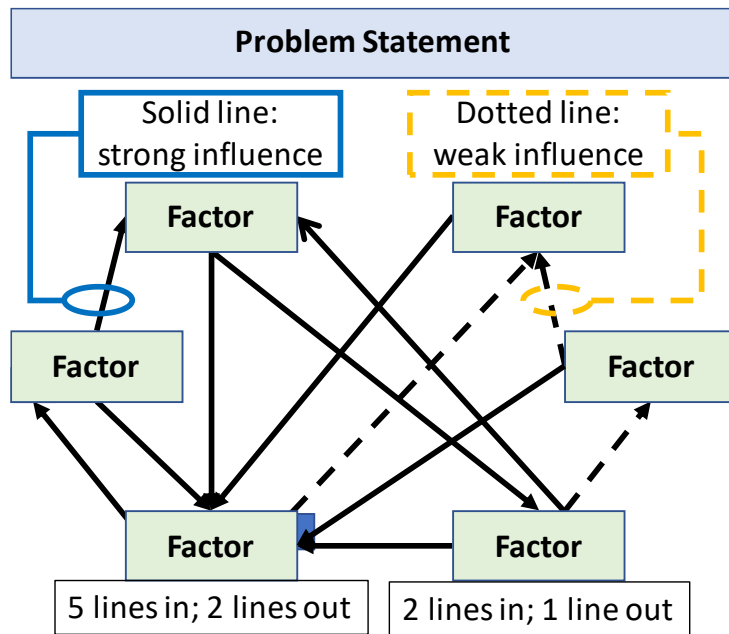 Problem Statement
Solid line:
strong influence
Dotted line:
weak influence
Factor
Factor
Factor
Factor
Factor
Factor
5 lines in; 2 lines out
2 lines in; 1 line out